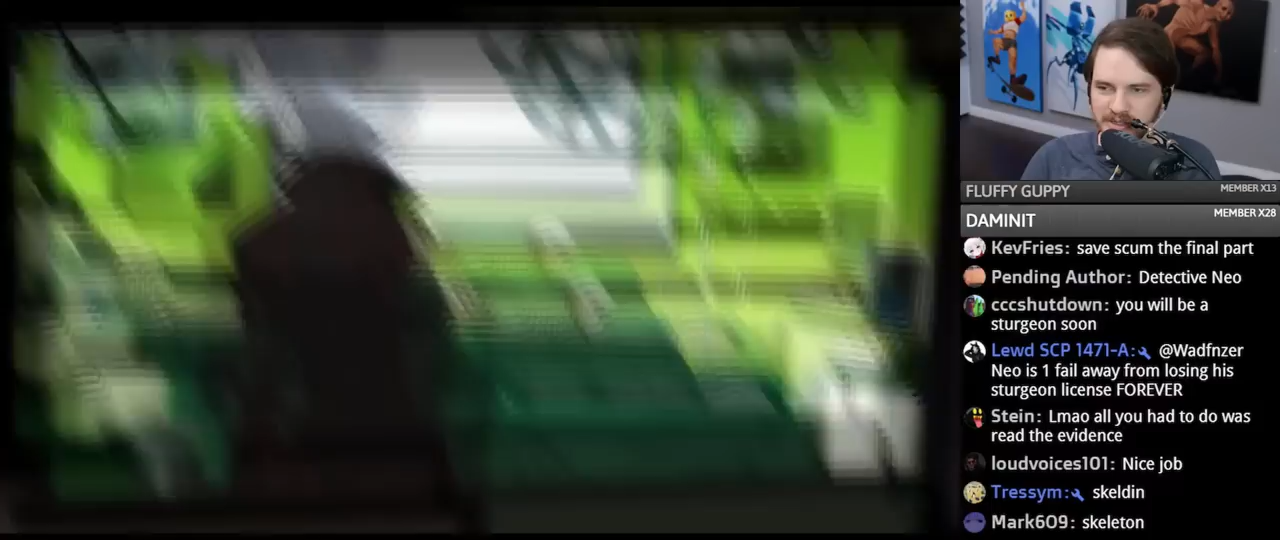 FLUFFY GUPPY
MEMBER X13
DAMINIT
MEMBER X28
KevFries: save scum the final part
Pending Author: Detective Neo
cccshutdown: you will be a
sturgeon soon
Lewd SCP 1471-A: @Wadfnzer
Neo is 1 fail away from losing his
sturgeon license FOREVER
Stein: Lmao all you had to do was
read the evidence
loudvoices101: Nice job
Tressym: skeldin
Mark609: skeleton